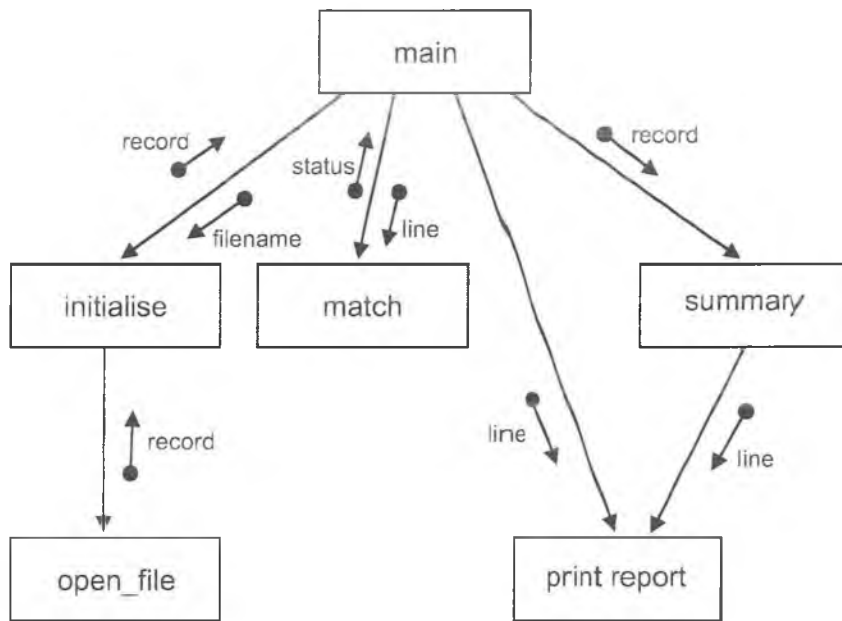 main
record
record
status
filename
line
initialise
match
summary
record
line
line
open_file
print report